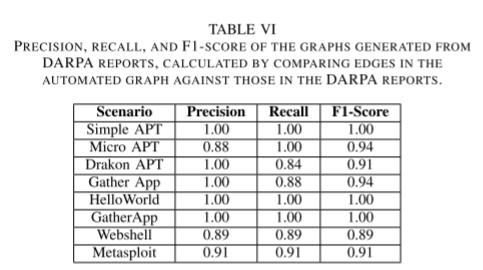 TABLE VI
PRECISION, RECALL, AND F1-SCORE OF THE GRAPHS GENERATED FROM
DARPA REPORTS, CALCULATED BY COMPARING EDGES IN THE
AUTOMATED GRAPH AGAINST THOSE IN THE DARPA REPORTS.
Scenario Precision Recall F1-Score
Simple APT 1.00 1.00 1.00
Micro APT 0.88 1.00 0.94
Drakon APT 1.00 0.84 0.91
Gather App 1.00 0.88 0.94
HelloWorld 1.00 1.00 1.00
GatherApp 1.00 1.00 1.00
Webshell 0.89 0.89 0.89
Metasploit 0.91 0.91 0.91